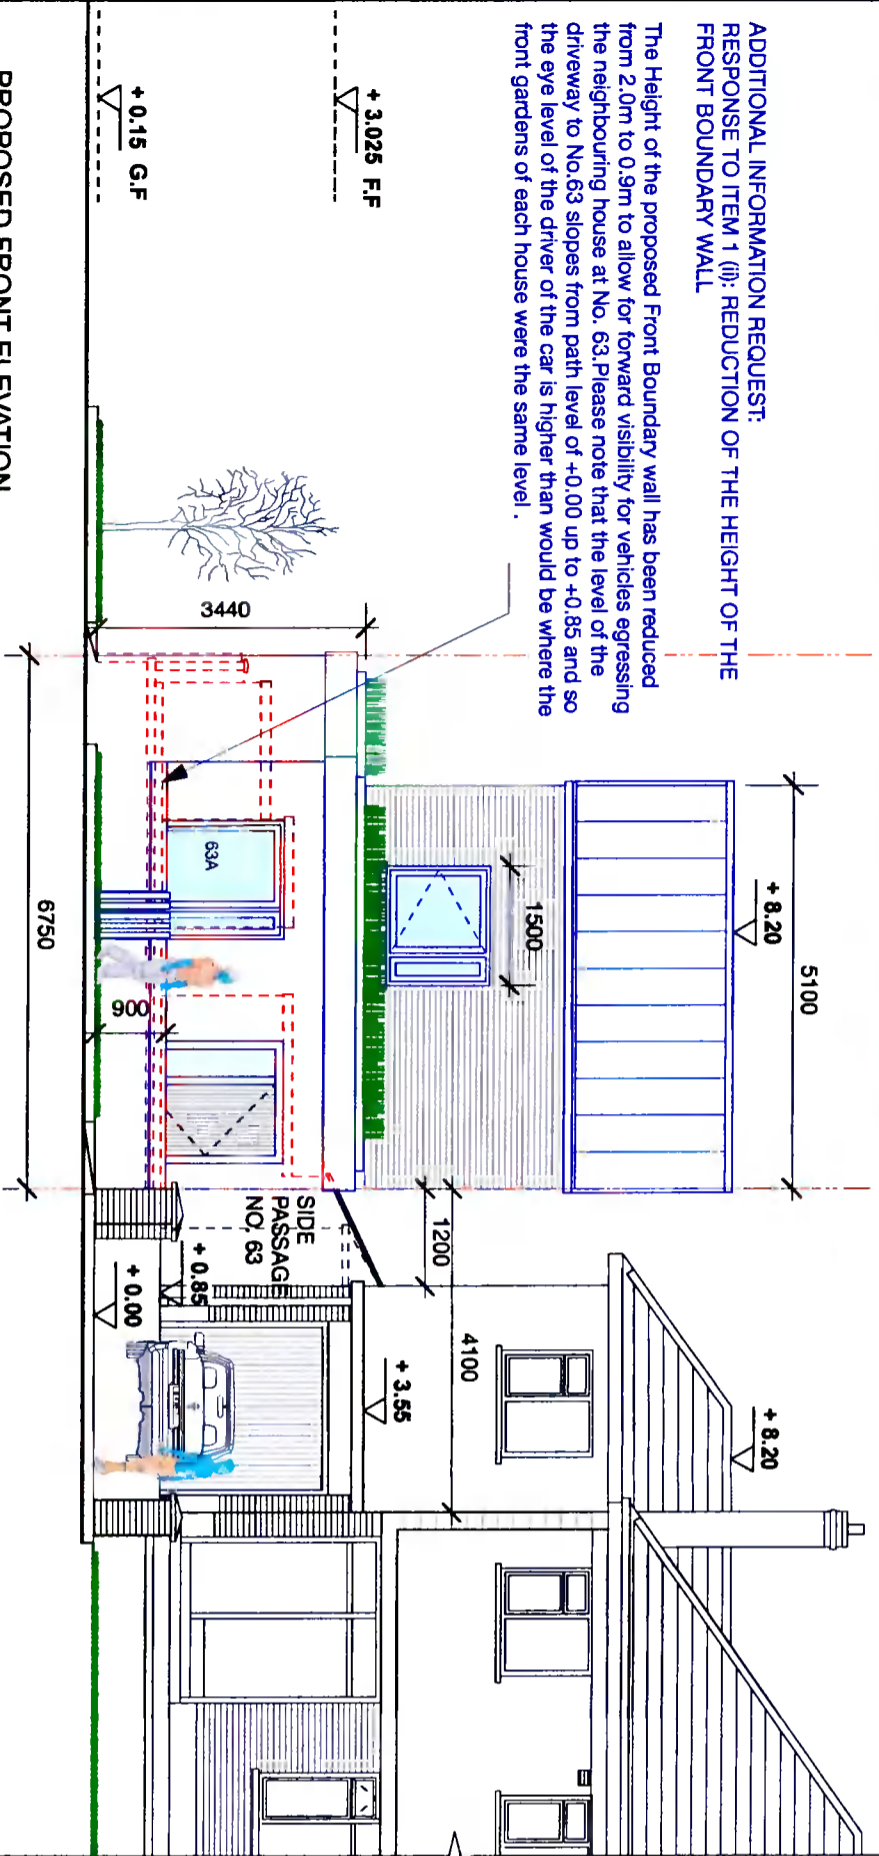 ADDITIONAL INFORMATION REQUEST:
RESPONSE TO ITEM 1 (ii): REDUCTION OF THE HEIGHT OF THE
FRONT BOUNDARY WALL
The Height of the proposed Front Boundary wall has been reduced
from 2.0m to 0.9m to allow for forward visibility for vehicles egressing
the neighbouring house at No. 63.Please note that the level of the
driveway to No.63 slopes from path level of +0.00 up to +0.85 and so
the eye level of the driver of the car is higher than would be where the
front gardens of each house were the same level .
5100
+ 8.20
+ 8.20
1500
1200
4100
+ 3.025 F.F
+ 3.55
3440
SIDE
PASSAGE
NO, 63
63A
+ 0.85
900
+ 0.15 G.F
+ 0.00
6750
PROPOSED FRONT ELEVATION